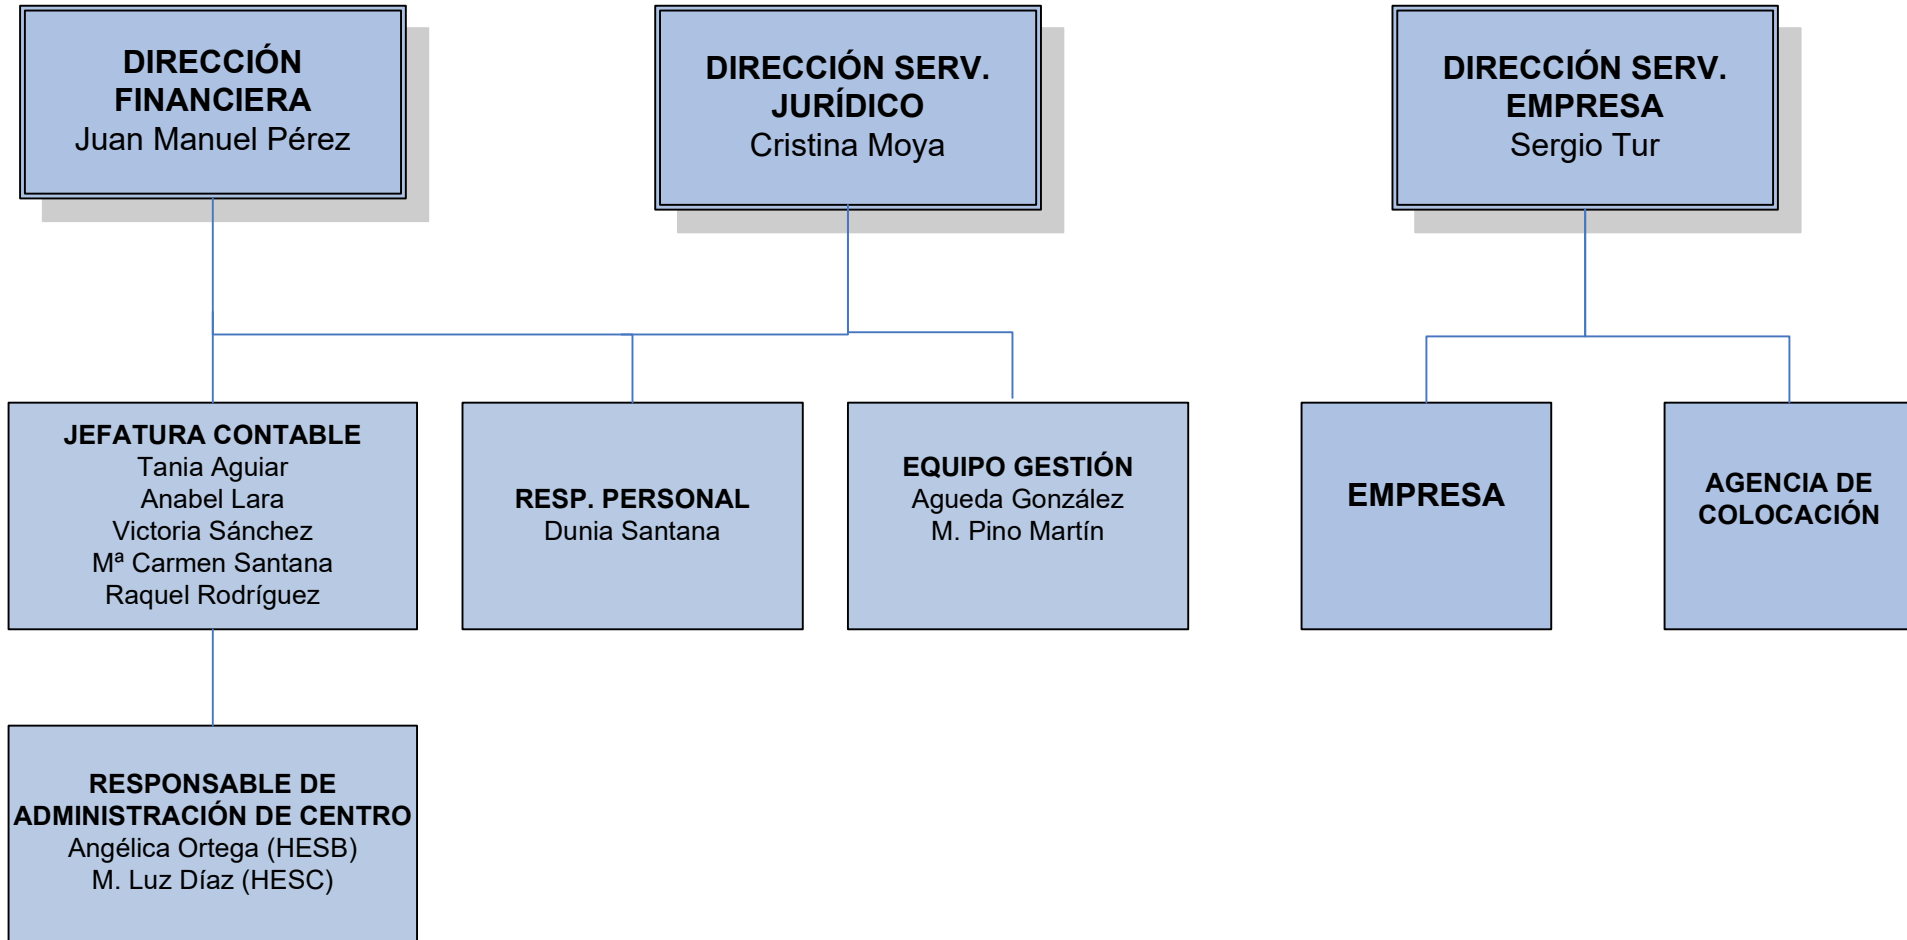 DIRECCIÓN
FINANCIERA
Juan Manuel Pérez
DIRECCIÓN SERV.
JURÍDICO
Cristina Moya
DIRECCIÓN SERV.
EMPRESA
Sergio Tur
JEFATURA CONTABLE
Tania Aguiar
Anabel Lara
Victoria Sánchez
Mª Carmen Santana
Raquel Rodríguez
RESP. PERSONAL
Dunia Santana
EQUIPO GESTIÓN
Agueda González
M. Pino Martín
EMPRESA
AGENCIA DE
COLOCACIÓN
RESPONSABLE DE
ADMINISTRACIÓN DE CENTRO
Angélica Ortega (HESB)
M. Luz Díaz (HESC)